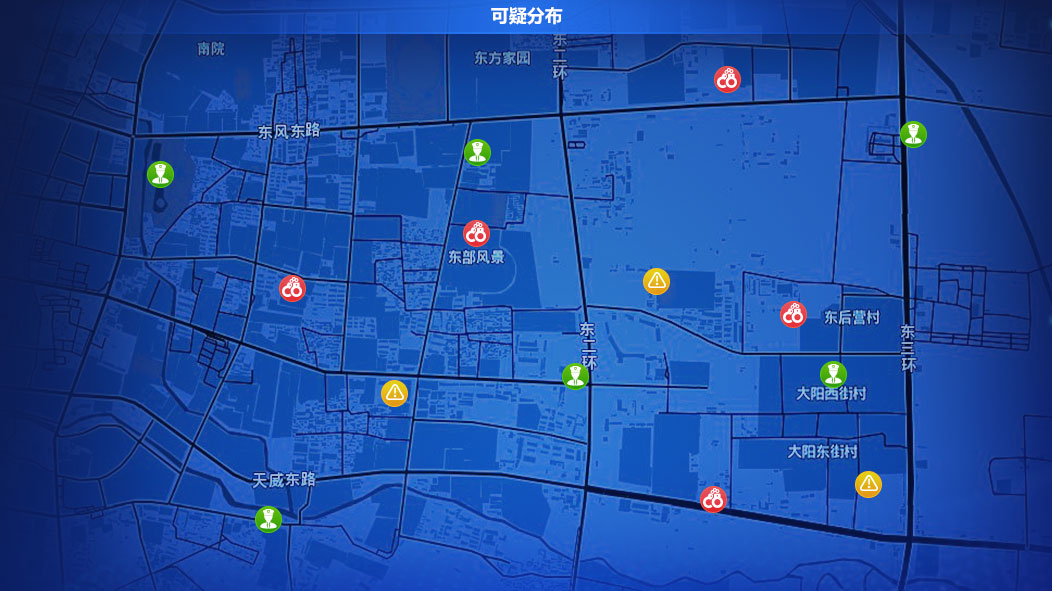 可疑分布
南院
东方家园
东二环
东风东路
东部风景
东后营村
东二环
东三环
大阳西街村
大阳东街村
天威东路